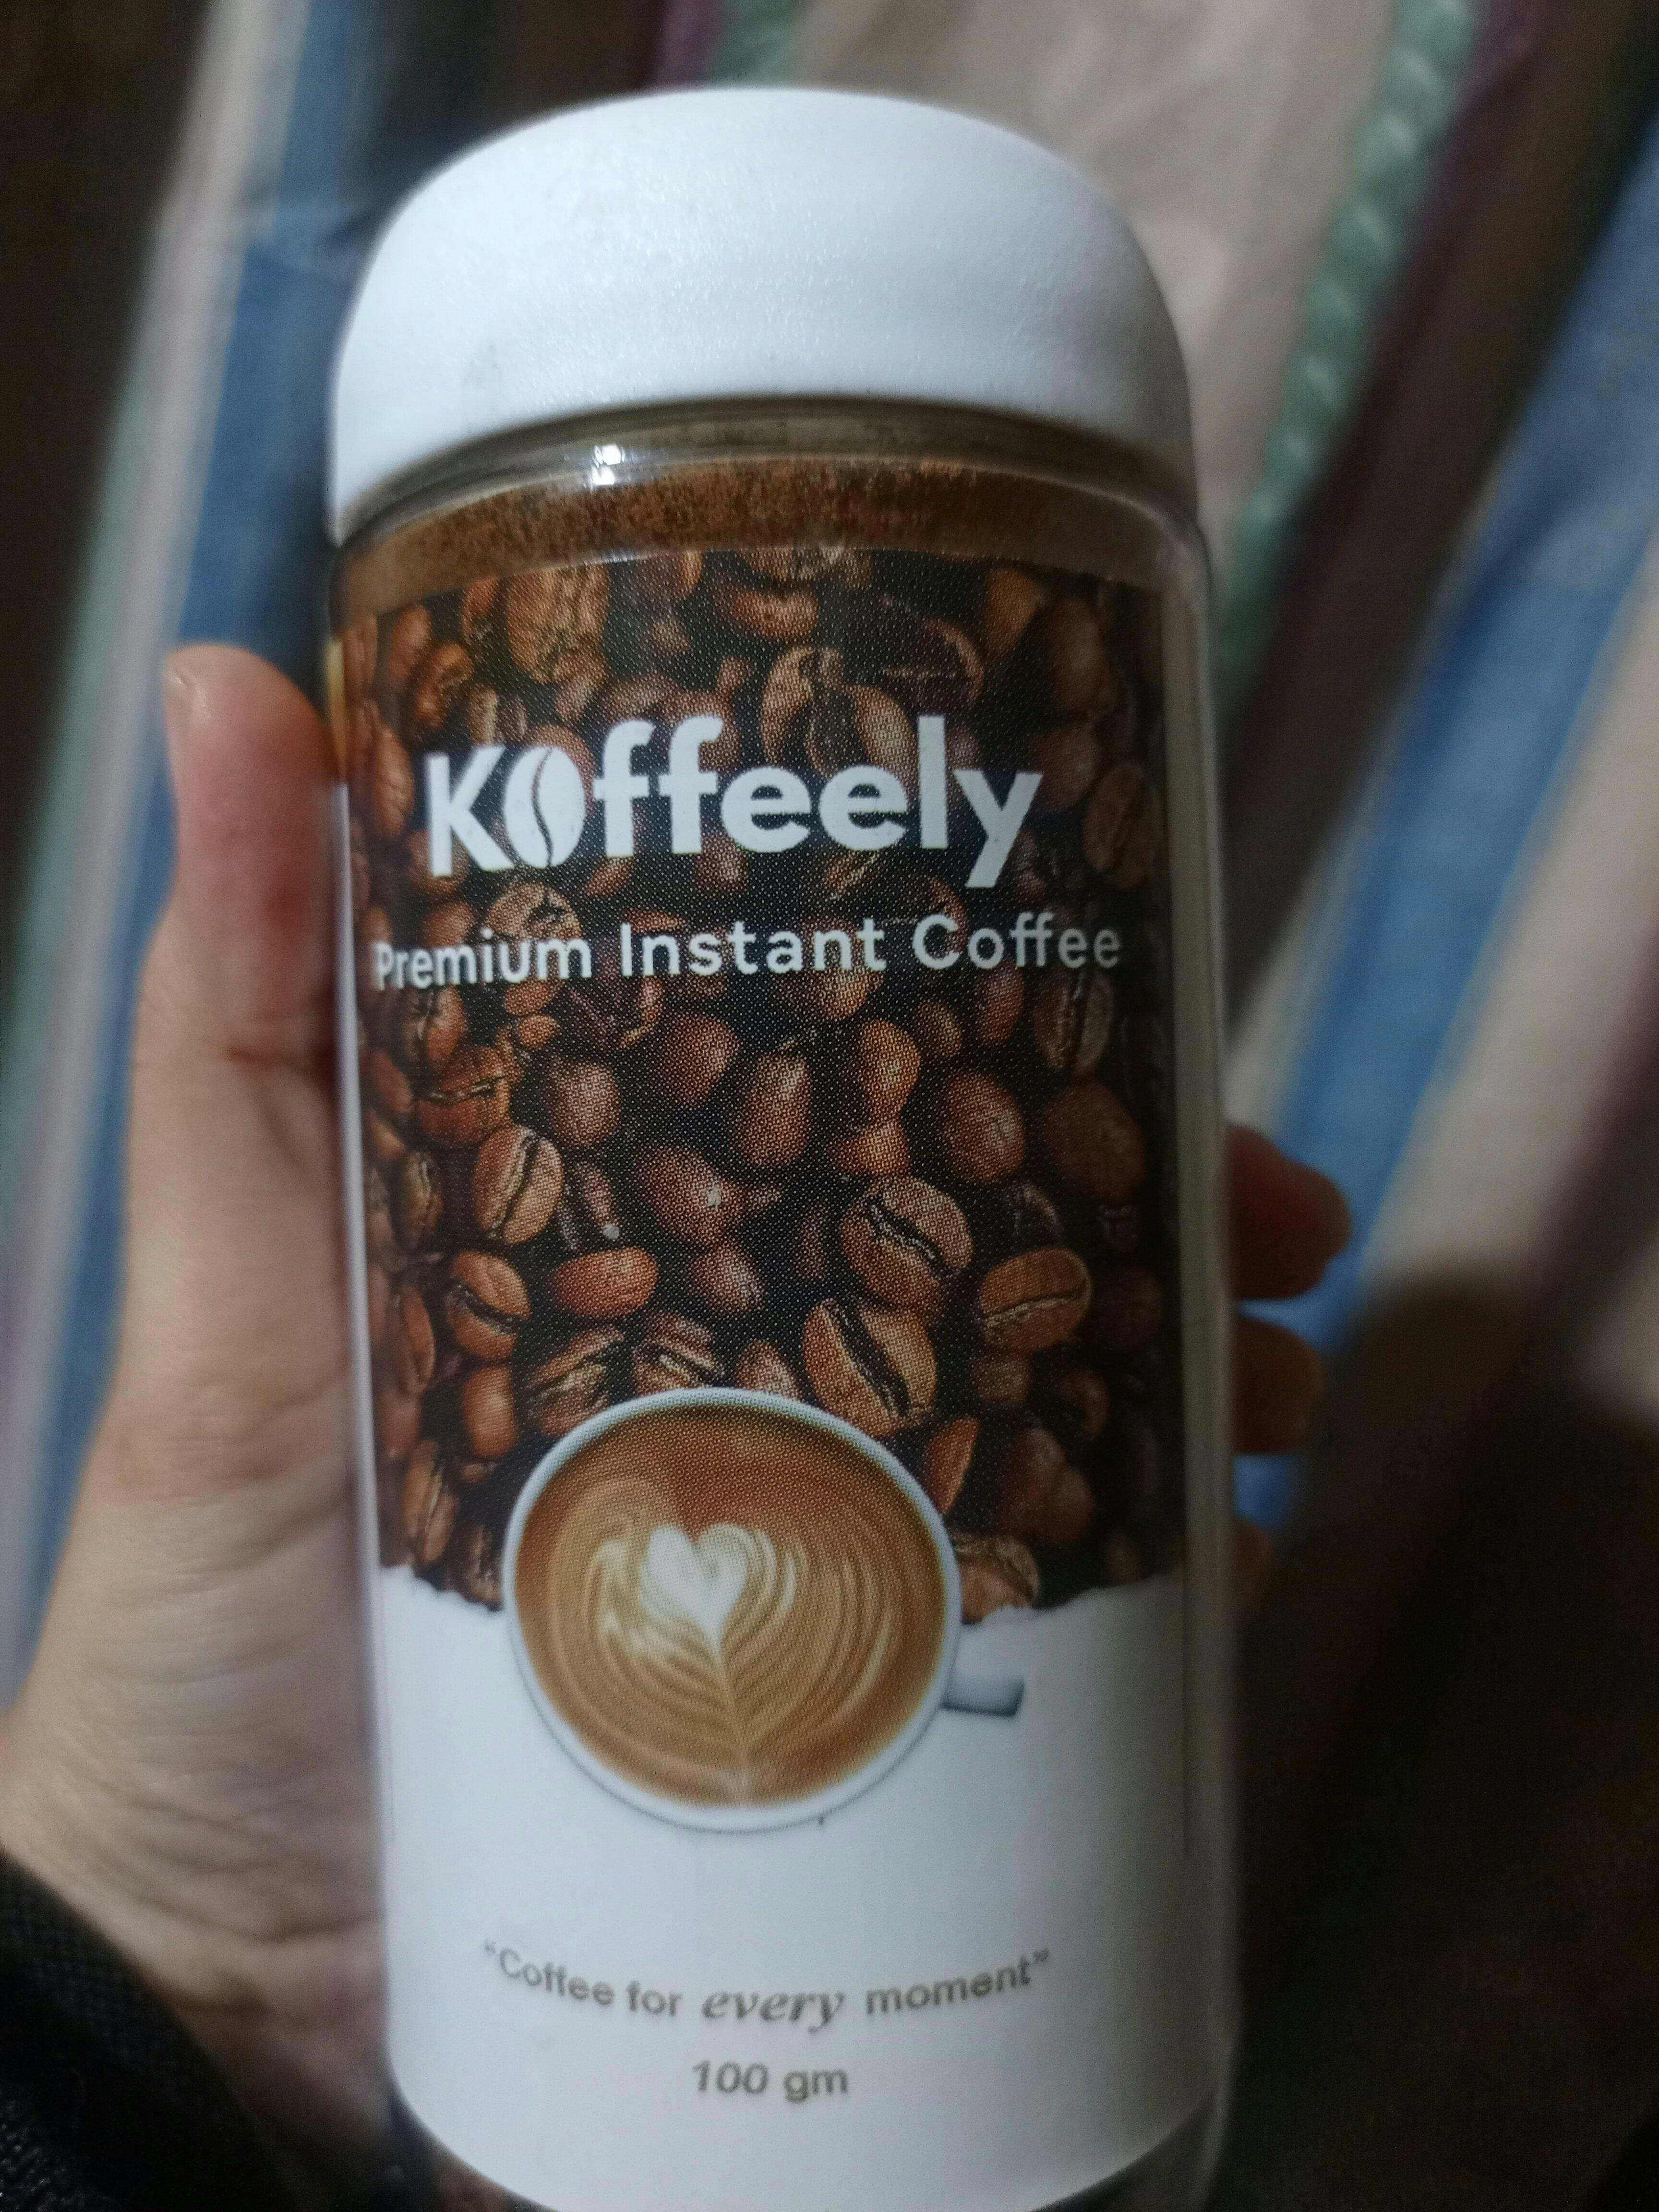 Koffeely
Premium Instant Coffee
“Coffee for every moment”
100 gm